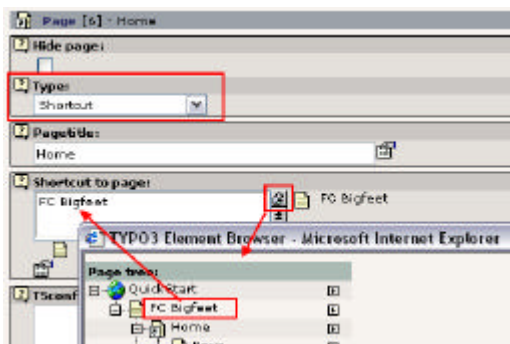 Page [6] - Home
Hide page:
Type:
Shortcut
Pagetitle:
Home
Shortcut to page:
FC Bigfeet
FC Bigfeet
TYPO3 Element Browser - Microsoft Internet Explorer
Page tree:
QuickStart
TSconf
FC Bigfeet
Home